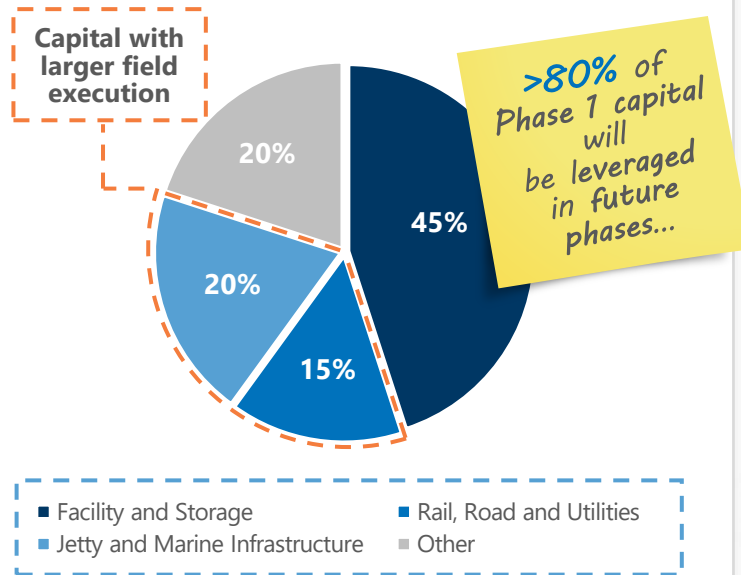 Capital with
larger field
execution
>80% of
Phase 1 capital
will
be leveraged
in future
phases...
20%
45%
20%
15%
Facility and Storage
Rail, Road and Utilities
Jetty and Marine Infrastructure
Other